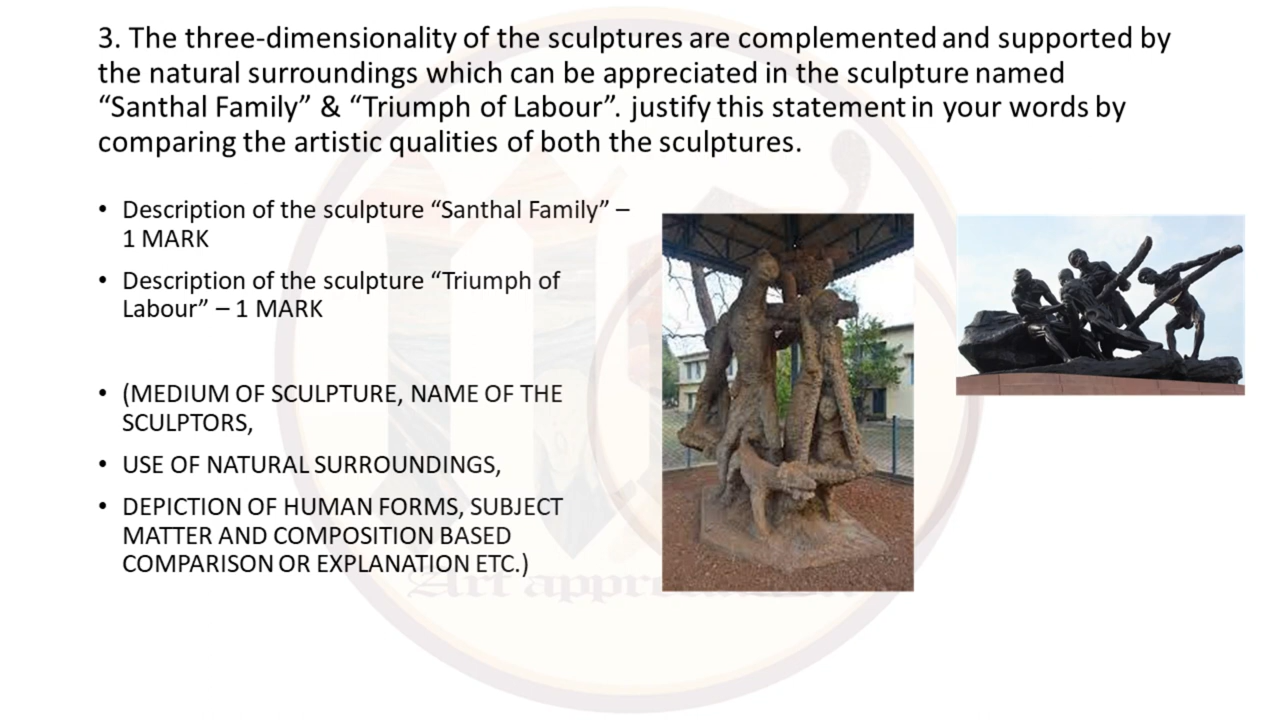 3. The three-dimensionality of the sculptures are complemented and supported by
the natural surroundings which can be appreciated in the sculpture named
“Santhal Family” & “Triumph of Labour”. justify this statement in your words by
comparing the artistic qualities of both the sculptures.
• Description of the sculpture “Santhal Family” –
1 MARK
• Description of the sculpture “Triumph of
Labour” – 1 MARK
• (MEDIUM OF SCULPTURE, NAME OF THE
SCULPTORS,
• USE OF NATURAL SURROUNDINGS,
• DEPICTION OF HUMAN FORMS, SUBJECT
MATTER AND COMPOSITION BASED
COMPARISON OR EXPLANATION ETC.)
Art